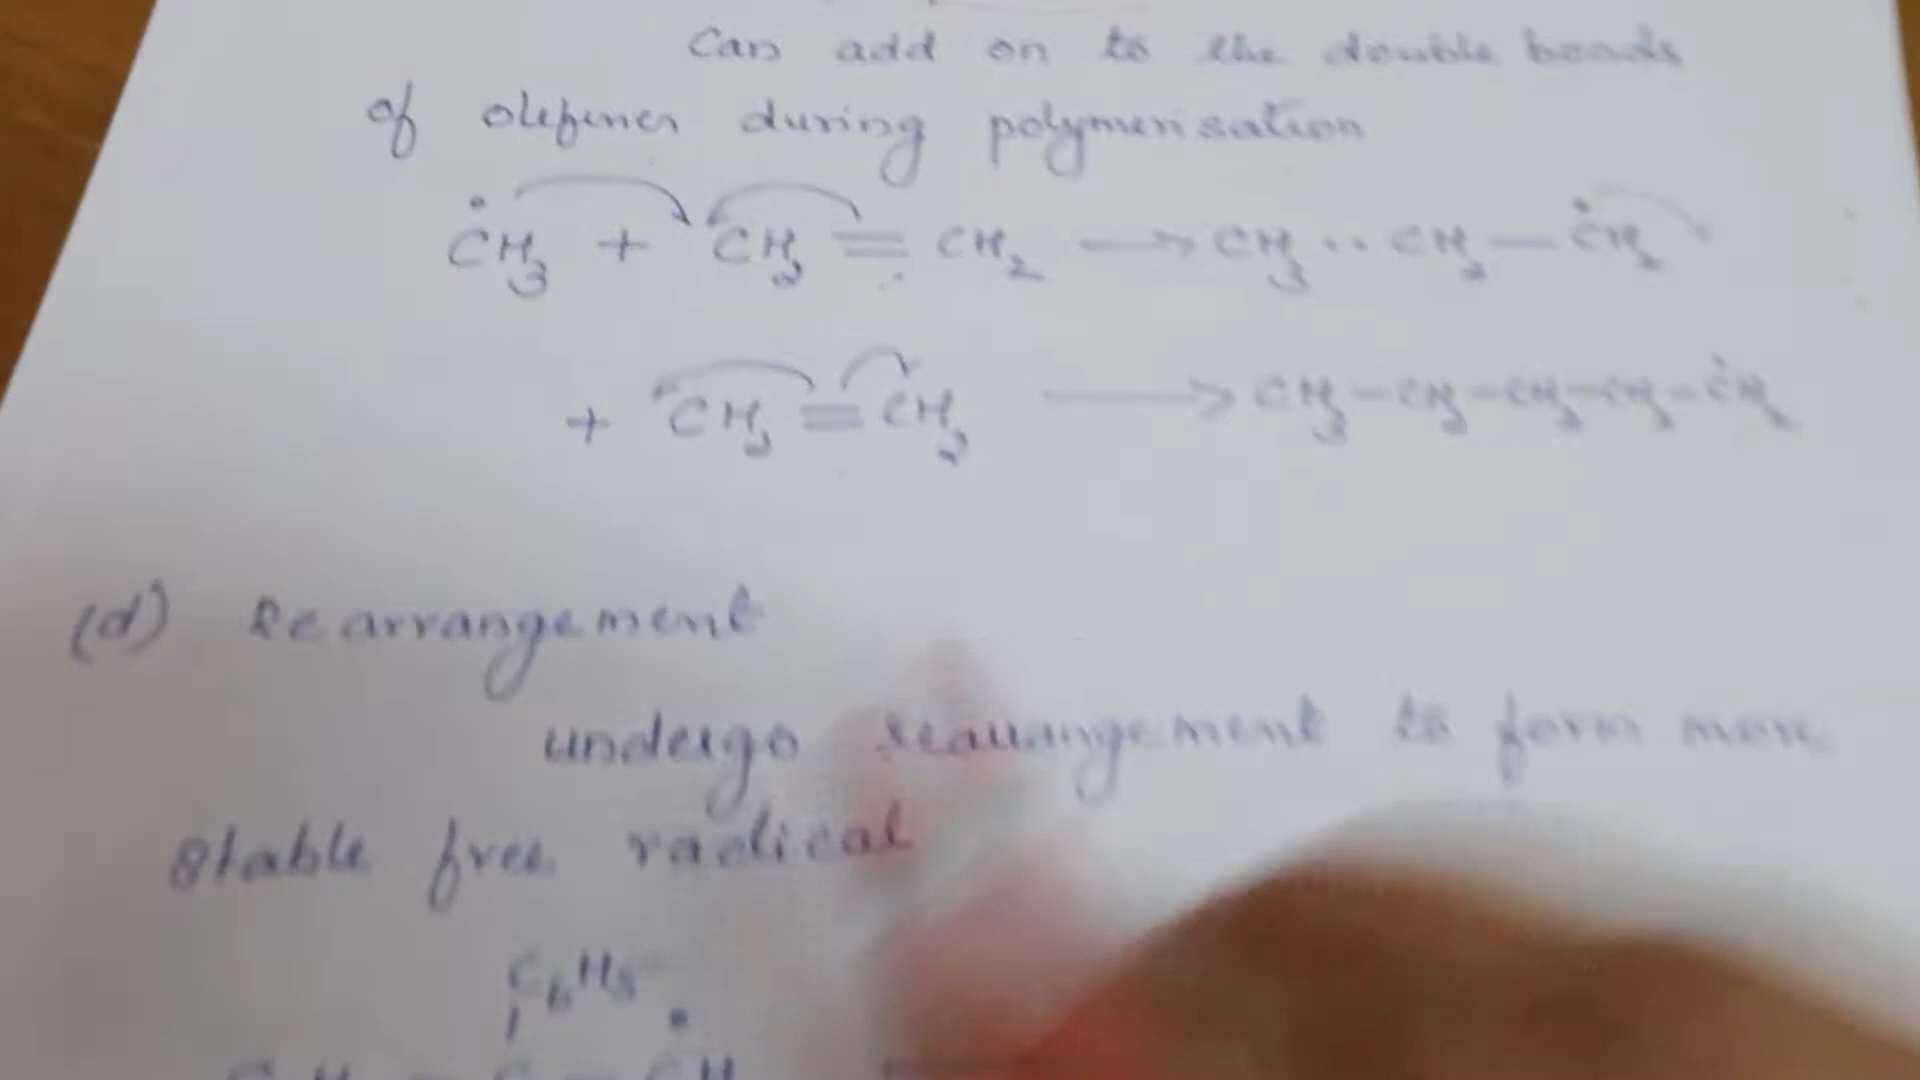 Can add on to the double bonds
of olefines during polymerisation
ĊH₃ + CH₂ = CH₂ → CH₃ -- CH₂ — ĊH₂
+ CH₂ = CH₂ → CH₃ - CH₂ - CH₂ - CH₂ - ĊH₂
(d) Rearrangement
undergo rearrangement to form more
stable free radical
C₆H₅